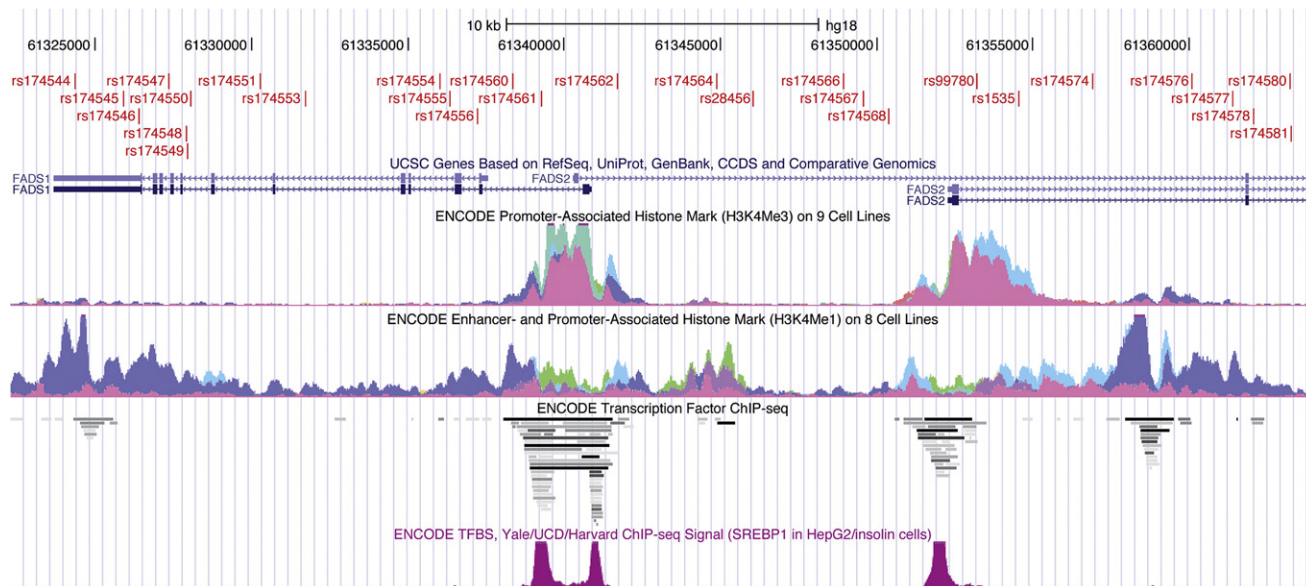 10 kb hg18
61325000 61330000 61335000 61340000 61345000 61350000 61355000 61360000
rs174544 rs174547 rs174551 rs174554 rs174560 rs174562 rs174564 rs174566 rs99780 rs174574 rs174576 rs174580
rs174545 rs174550 rs174553 rs174555 rs174561 rs28456 rs174567 rs1535 rs174577
rs174546 rs174556 rs174568 rs174578
rs174548 rs174581
rs174549
UCSC Genes Based on RefSeq, UniProt, GenBank, CCDS and Comparative Genomics
FADS1 FADS2
FADS1 FADS2
FADS2
ENCODE Promoter-Associated Histone Mark (H3K4Me3) on 9 Cell Lines
ENCODE Enhancer- and Promoter-Associated Histone Mark (H3K4Me1) on 8 Cell Lines
ENCODE Transcription Factor ChIP-seq
ENCODE TFBS, Yale/UCD/Harvard ChIP-seq Signal (SREBP1 in HepG2/insolin cells)